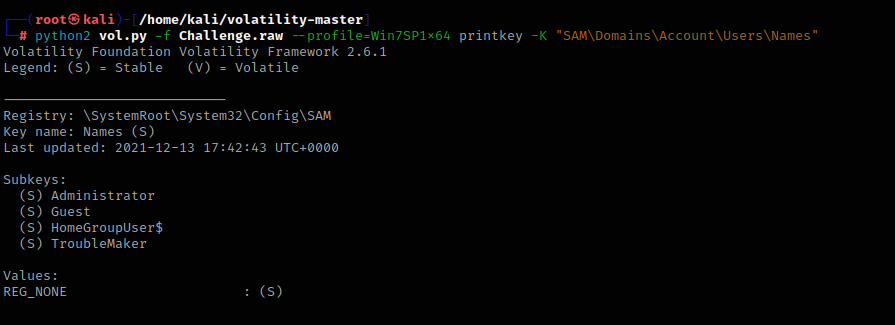 ┌──(root㉿kali)-[/home/kali/volatility-master]
└─# python2 vol.py -f Challenge.raw --profile=Win7SP1×64 printkey -K "SAM\Domains\Account\Users\Names"
Volatility Foundation Volatility Framework 2.6.1
Legend: (S) = Stable   (V) = Volatile

----------------------------
Registry: \SystemRoot\System32\Config\SAM
Key name: Names (S)
Last updated: 2021-12-13 17:42:43 UTC+0000

Subkeys:
  (S) Administrator
  (S) Guest
  (S) HomeGroupUser$
  (S) TroubleMaker

Values:
REG_NONE                      : (S)